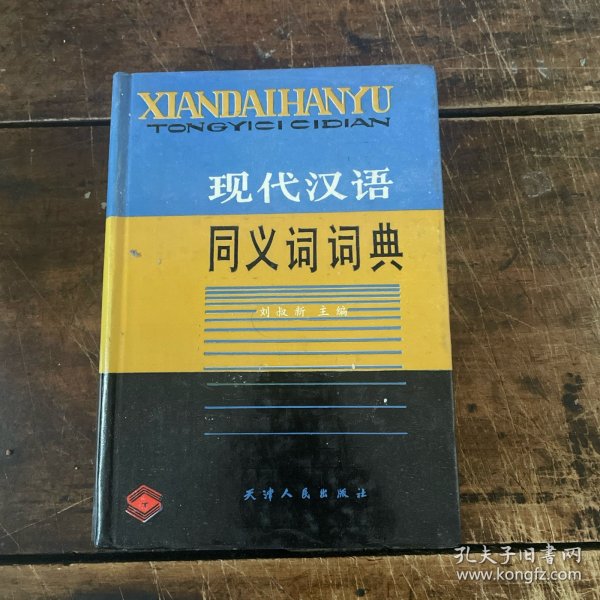 XIANDAIHANYU
TONGYICI CIDIAN
现代汉语
同义词词典
刘叔新 主编
天津人民出版社
孔夫子旧书网
www.kongfz.com